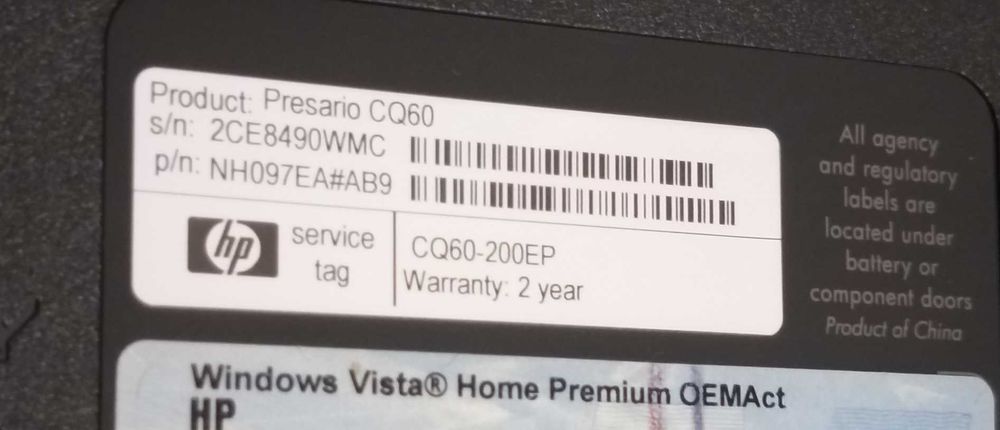 Product: Presario CQ60
s/n: 2CE8490WMC
p/n: NH097EA#AB9
hp
service
tag
CQ60-200EP
Warranty: 2 year
All agency
and regulatory
labels are
located under
battery or
component doors
Product of China
Windows Vista® Home Premium OEMAct
HP